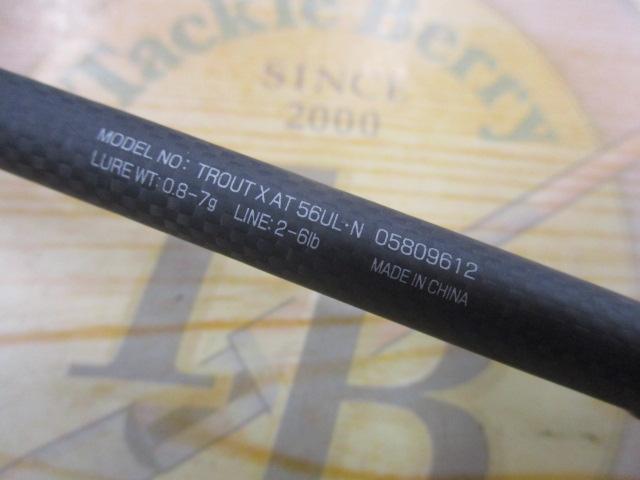 Tackle Berry
SINCE
2000
MODEL NO: TROUT X AT 56UL·N 05809612
LURE WT: 0.8-7g LINE: 2-6lb
MADE IN CHINA